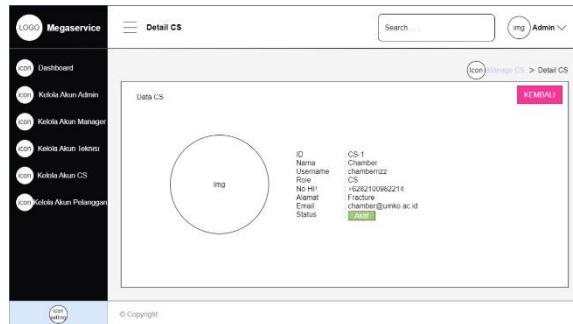 LOGO Megaservice
Detail CS
Search . . .
img Admin
icon Dashboard
Icon Manage CS > Detail CS
icon Kelola Akun Admin
Data CS
KEMBALI
icon Kelola Akun Manager
icon Kelola Akun Teknisi
icon Kelola Akun CS
icon Kelola Akun Pelanggan
Img
ID : CS-1
Nama : Chamber
Username : chamberrizz
Role : CS
No HP : +6282100982214
Alamat : Fracture
Email : chamber@umko.ac.id
Status : Aktif
icon setting
© Copyright